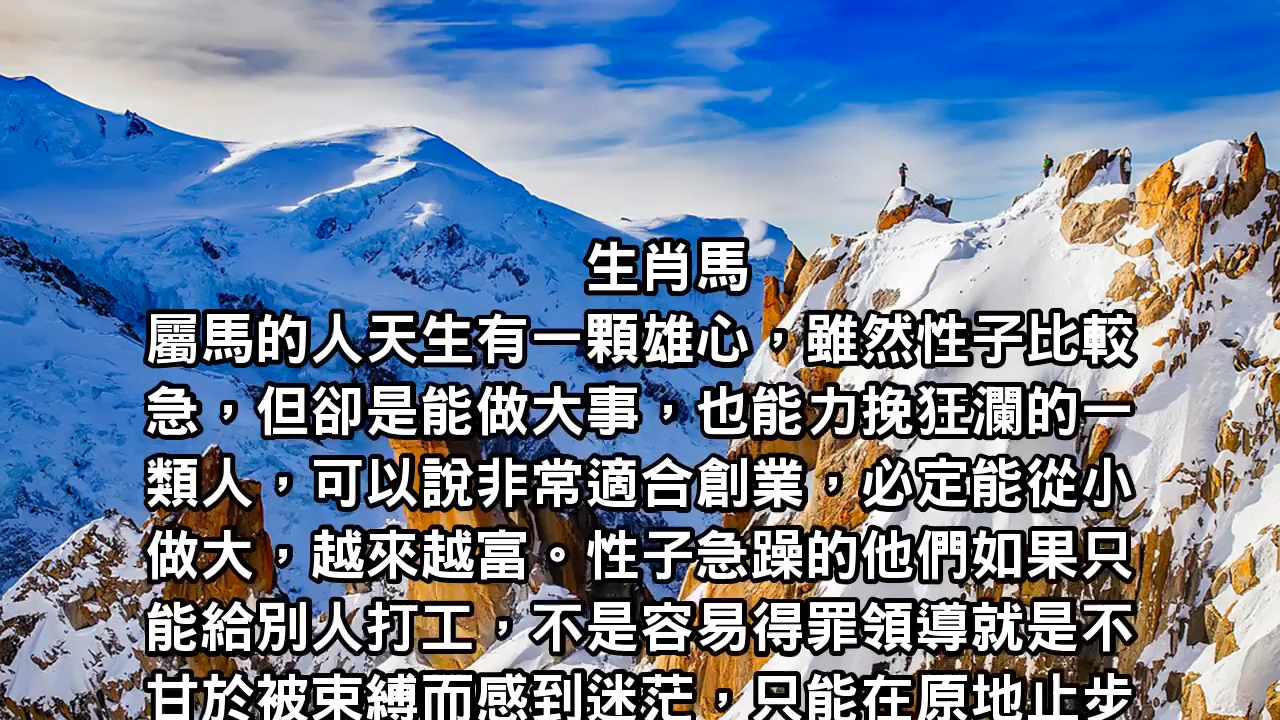 生肖馬
屬馬的人天生有一顆雄心，雖然性子比較
急，但卻是能做大事，也能力挽狂瀾的一
類人，可以說非常適合創業，必定能從小
做大，越來越富。性子急躁的他們如果只
能給別人打工，不是容易得罪領導就是不
甘於被束縛而感到迷茫，只能在原地止步